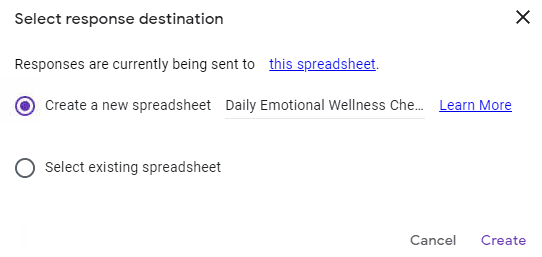 Select response destination
Responses are currently being sent to this spreadsheet.
Create a new spreadsheet Daily Emotional Wellness Che... Learn More
Select existing spreadsheet
Cancel Create